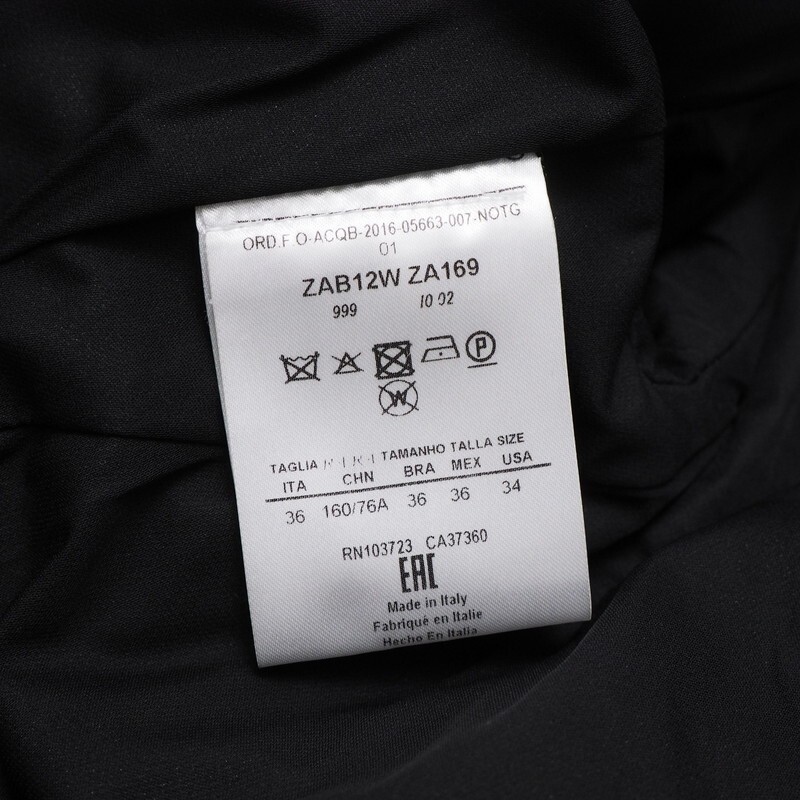 ORD.F.O-ACQB-2016-05663-007-NOTG
01
ZAB12W ZA169
999 10 02
P
W
TAGLIA TAMANHO TALLA SIZE
ITA CHN BRA MEX USA
36 160/76A 36 36 34
RN103723 CA37360
EAC
Made in Italy
Fabriqué en Italie
Hecho En Italia